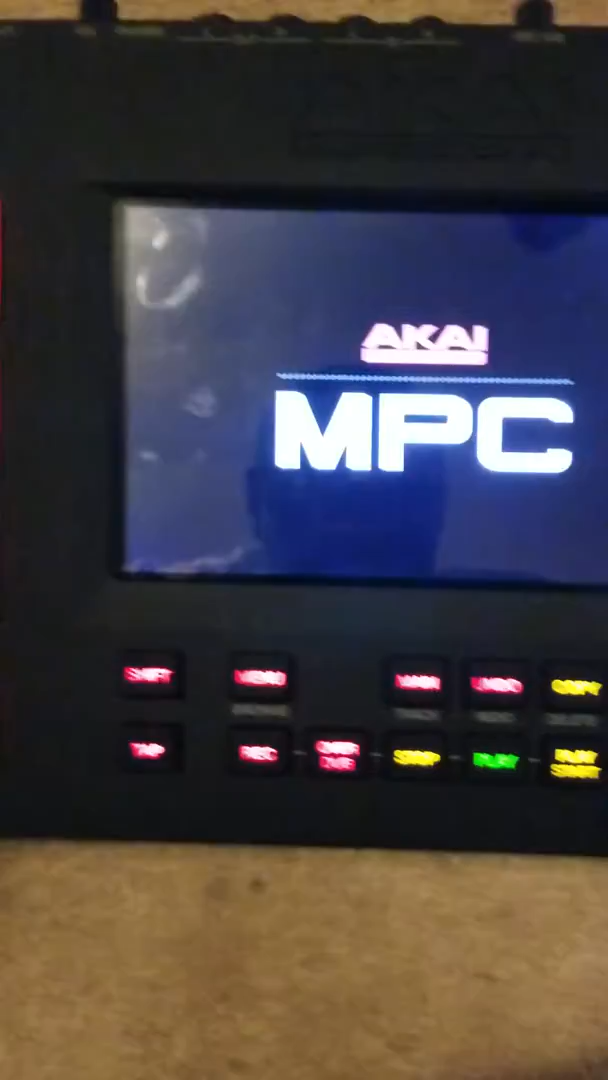 AKAI
MPC
SHIFT
MENU
MAIN
UNDO
COPY
TAP
REC
OVER
DUB
STOP
PLAY
PLAY
START